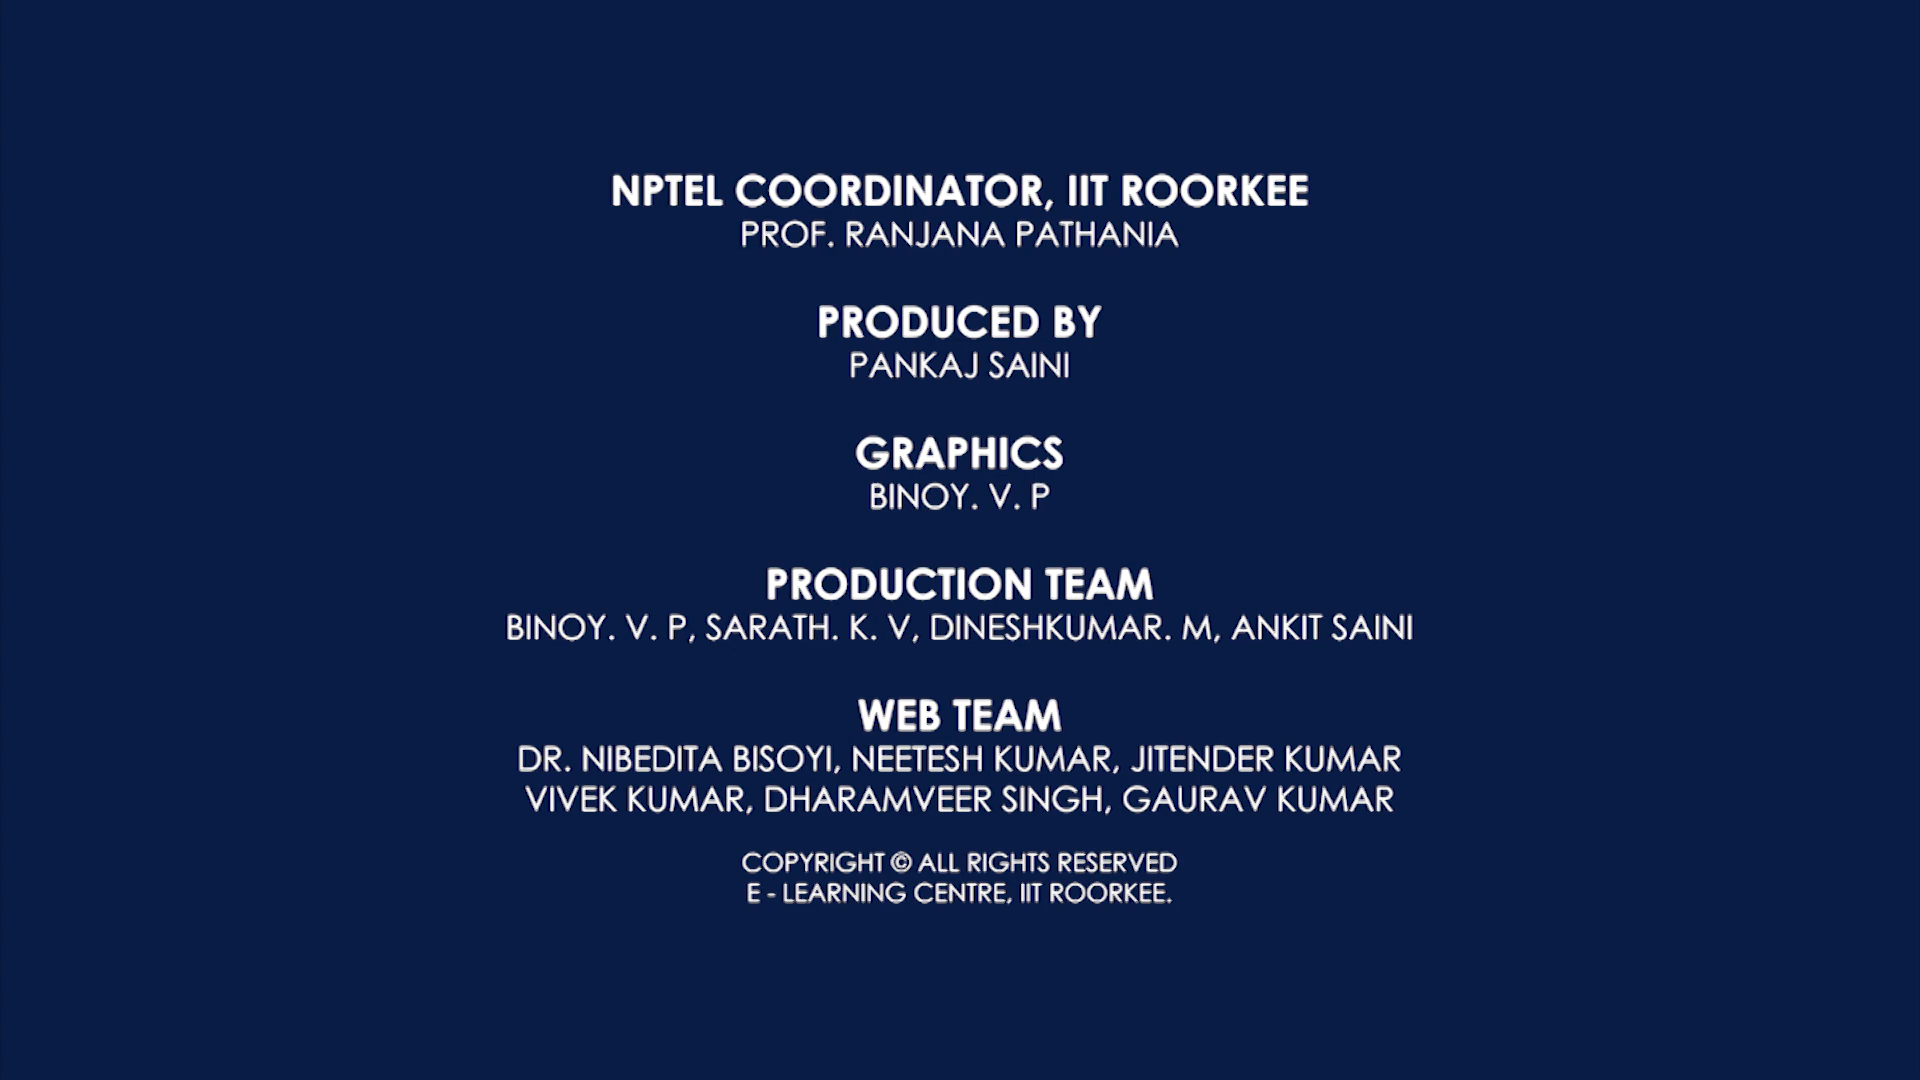 NPTEL COORDINATOR, IIT ROORKEE
PROF. RANJANA PATHANIA
PRODUCED BY
PANKAJ SAINI
GRAPHICS
BINOY. V. P
PRODUCTION TEAM
BINOY. V. P, SARATH. K. V, DINESHKUMAR. M, ANKIT SAINI
WEB TEAM
DR. NIBEDITA BISOYI, NEETESH KUMAR, JITENDER KUMAR
VIVEK KUMAR, DHARAMVEER SINGH, GAURAV KUMAR
COPYRIGHT © ALL RIGHTS RESERVED
E - LEARNING CENTRE, IIT ROORKEE.